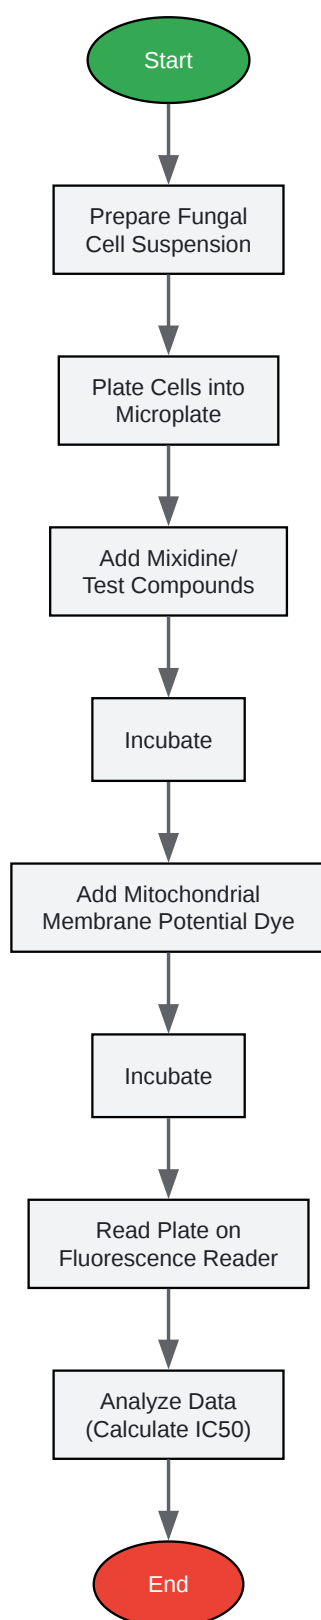 Start
Prepare Fungal
Cell Suspension
Plate Cells into
Microplate
Add Mixidine/
Test Compounds
Incubate
Add Mitochondrial
Membrane Potential Dye
Incubate
Read Plate on
Fluorescence Reader
Analyze Data
(Calculate IC50)
End